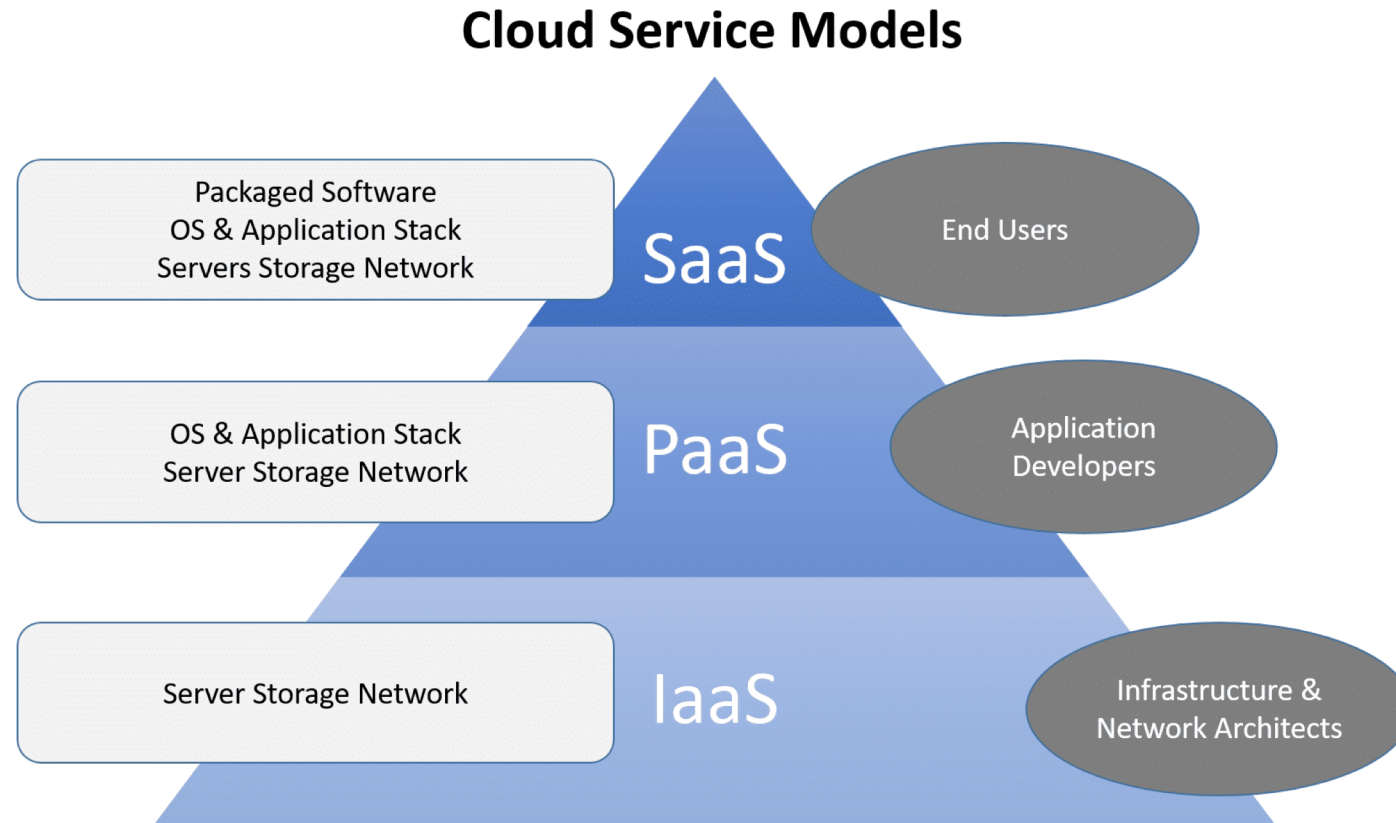 Cloud Service Models
Packaged Software
OS & Application Stack
Servers Storage Network
SaaS
End Users
OS & Application Stack
Server Storage Network
PaaS
Application
Developers
Server Storage Network
IaaS
Infrastructure &
Network Architects